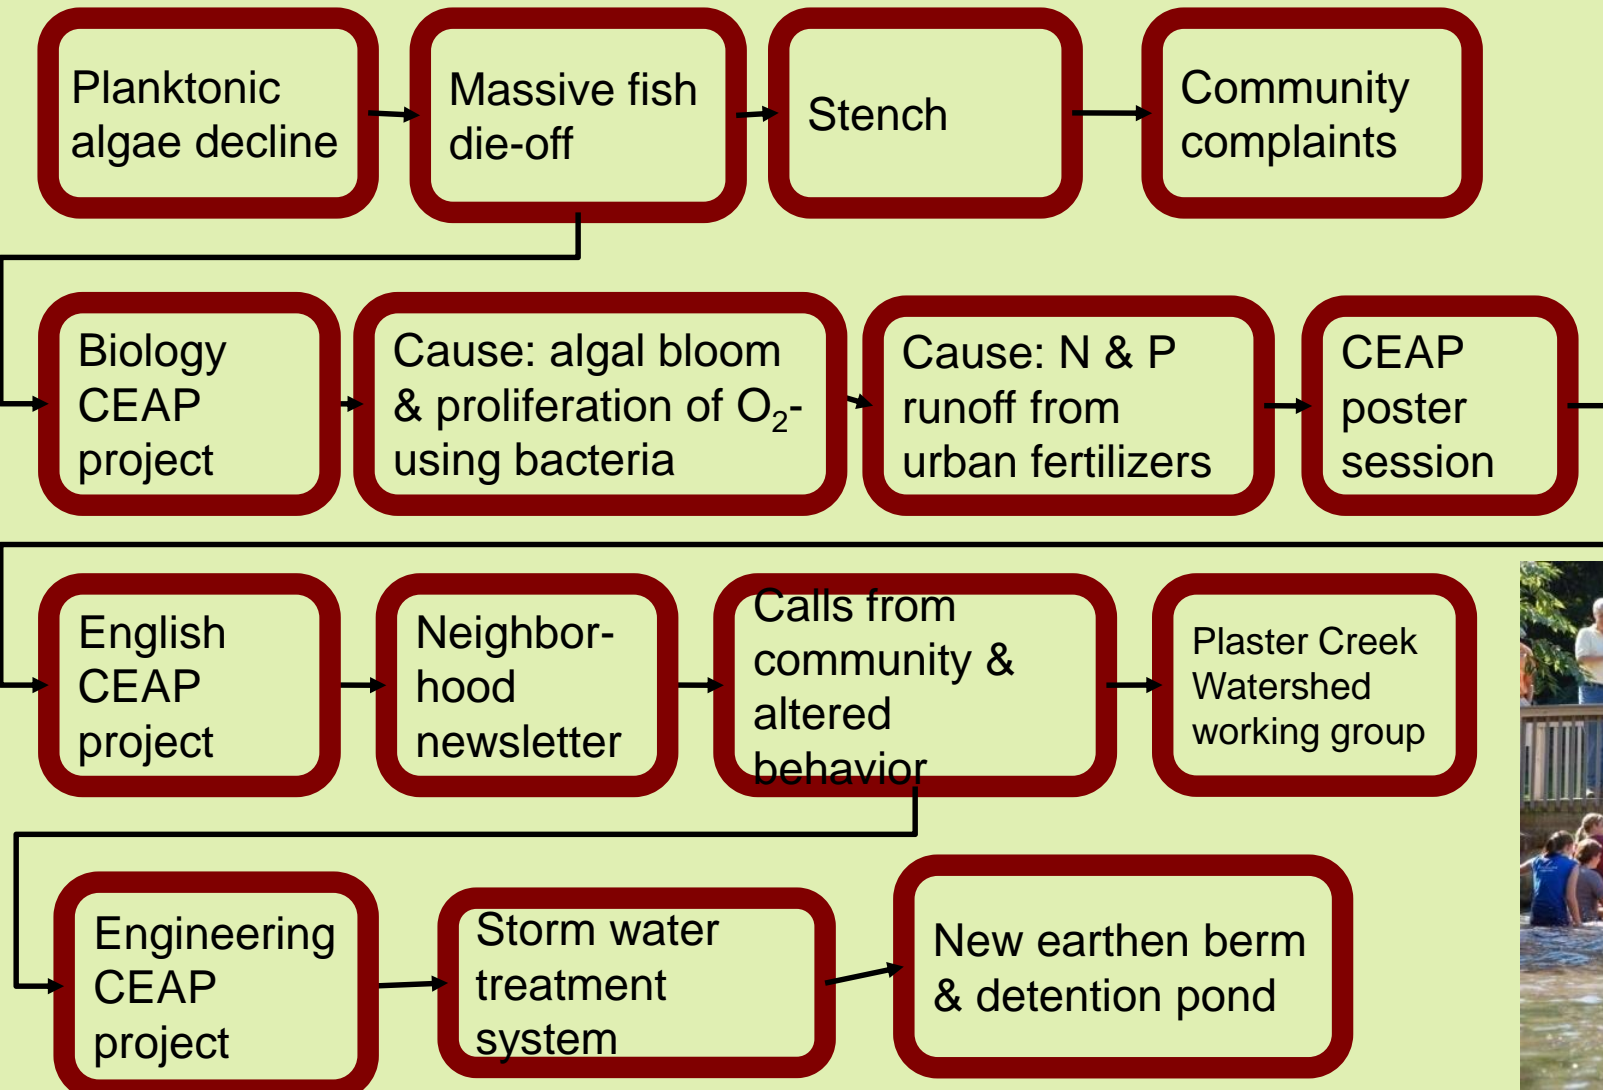 Planktonic
algae decline
Massive fish
die-off
Stench
Community
complaints
Biology
CEAP
project
Cause: algal bloom
& proliferation of O₂-
using bacteria
Cause: N & P
runoff from
urban fertilizers
CEAP
poster
session
English
CEAP
project
Neighbor-
hood
newsletter
Calls from
community &
altered
behavior
Plaster Creek
Watershed
working group
Engineering
CEAP
project
Storm water
treatment
system
New earthen berm
& detention pond